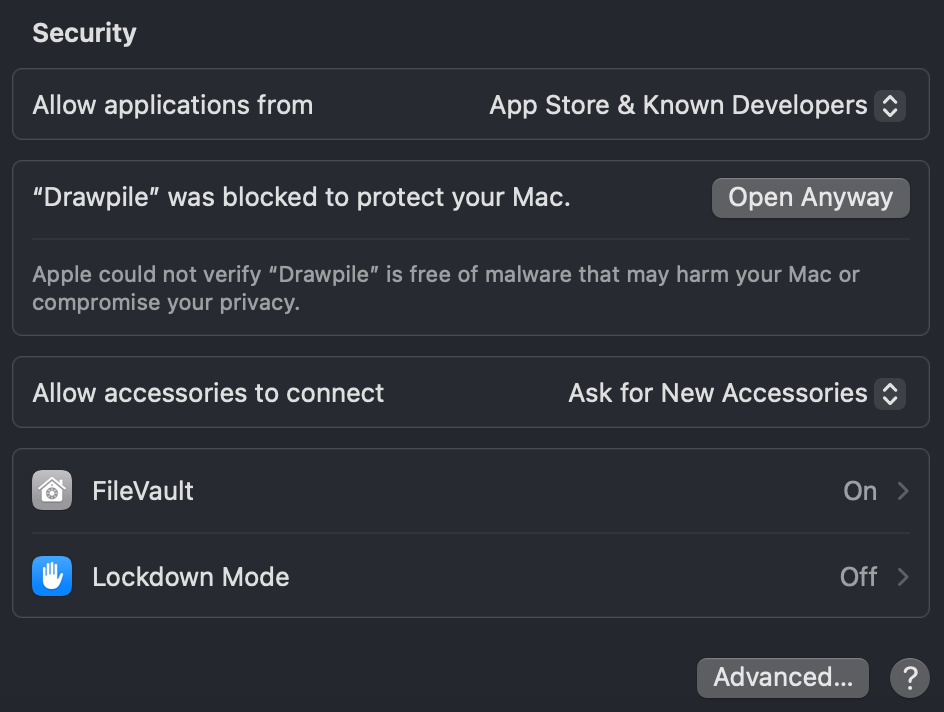 Security
Allow applications from
App Store & Known Developers
“Drawpile” was blocked to protect your Mac.
Open Anyway
Apple could not verify “Drawpile” is free of malware that may harm your Mac or
compromise your privacy.
Allow accessories to connect
Ask for New Accessories
FileVault
On
Lockdown Mode
Off
Advanced...
?